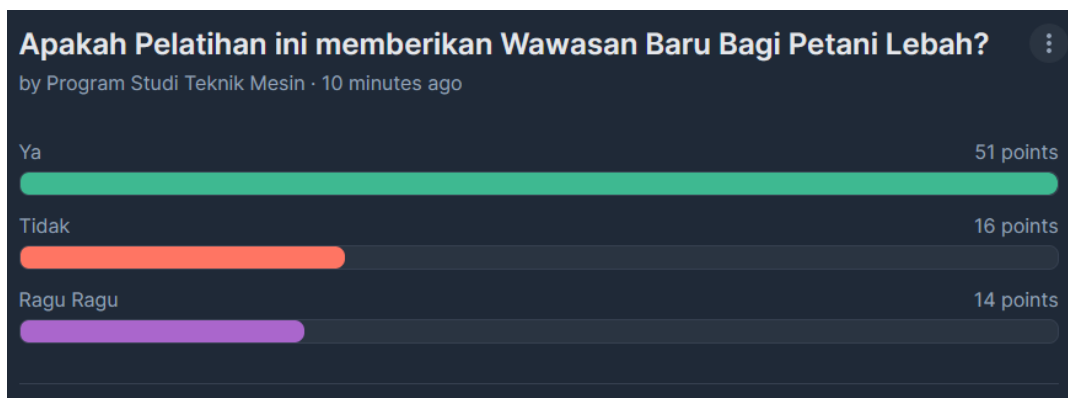 Apakah Pelatihan ini memberikan Wawasan Baru Bagi Petani Lebah?
by Program Studi Teknik Mesin · 10 minutes ago
Ya 51 points
Tidak 16 points
Ragu Ragu 14 points